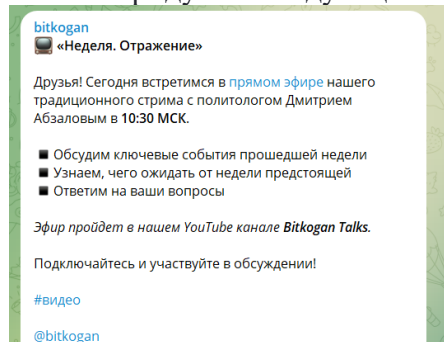 bitkogan
«Неделя. Отражение»
Друзья! Сегодня встретимся в прямом эфире нашего
традиционного стрима с политологом Дмитрием
Абзаловым в 10:30 МСК.
◾ Обсудим ключевые события прошедшей недели
◾ Узнаем, чего ожидать от недели предстоящей
◾ Ответим на ваши вопросы
Эфир пройдет в нашем YouTube канале Bitkogan Talks.
Подключайтесь и участвуйте в обсуждении!
#видео
@bitkogan